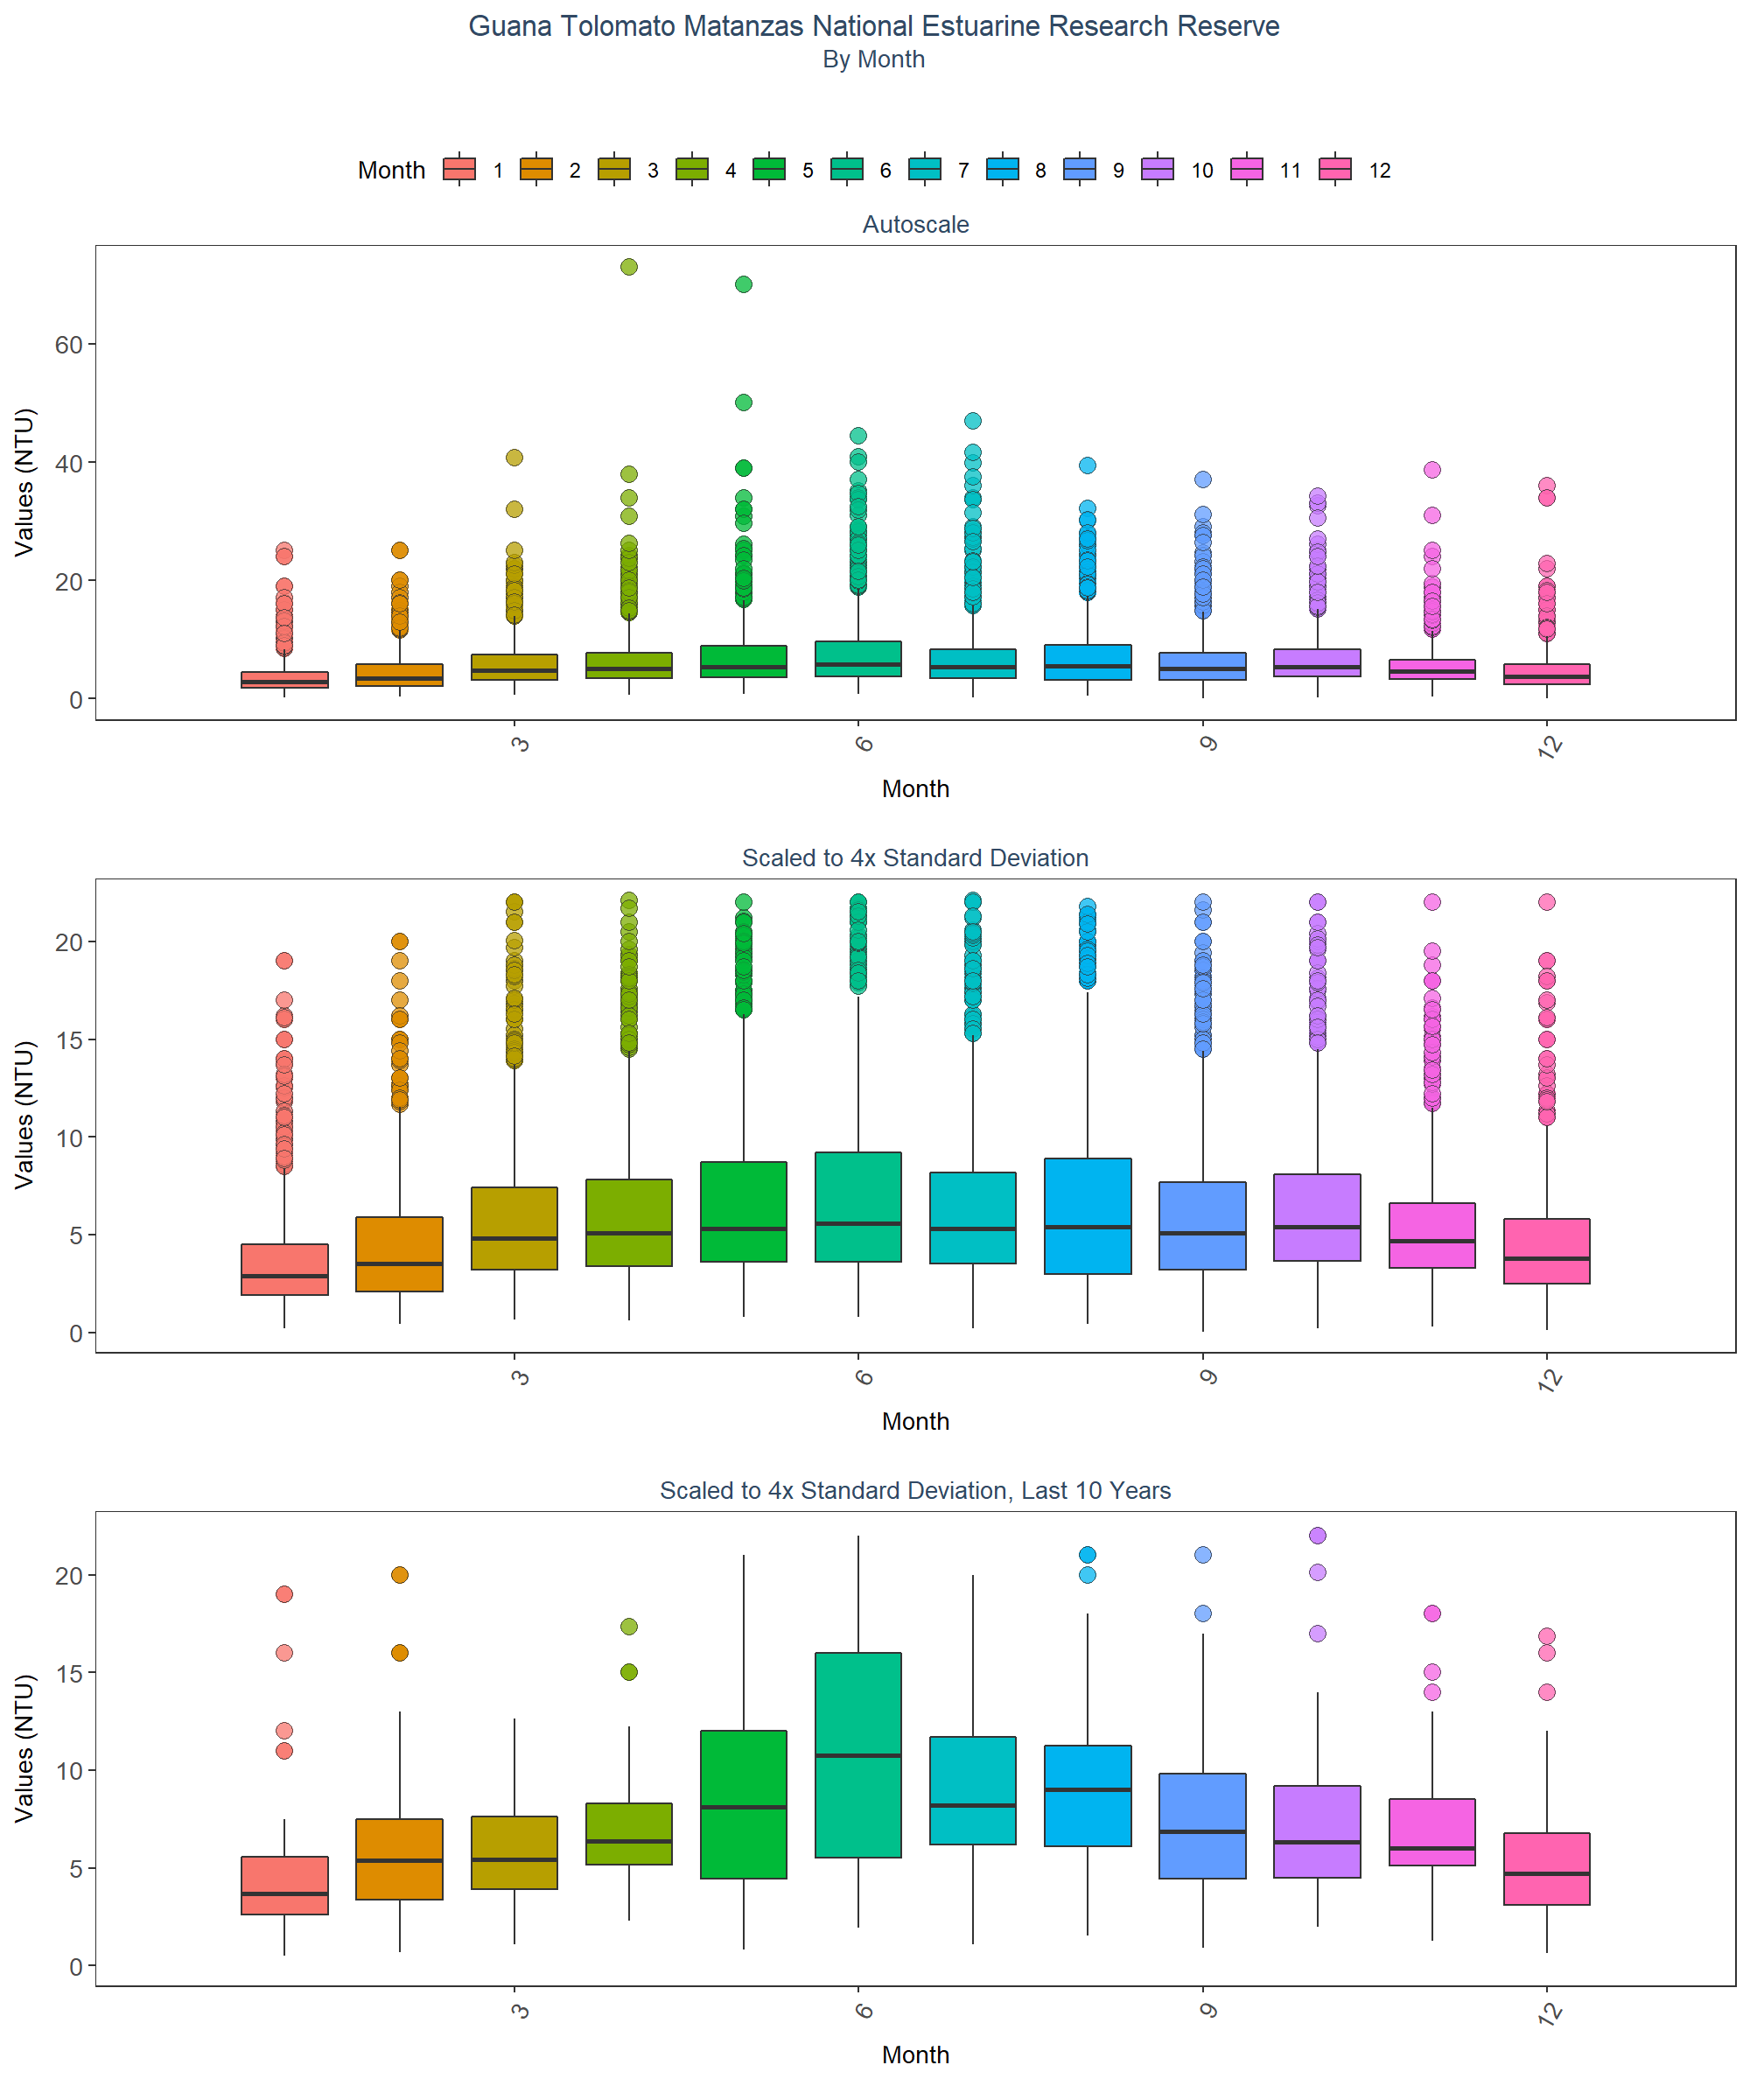 Guana Tolomato Matanzas National Estuarine Research Reserve
By Month
Month 1 2 3 4 5 6 7 8 9 10 11 12
Autoscale
Values (NTU)
60
40
20
0
3 6 9 12
Month
Scaled to 4x Standard Deviation
Values (NTU)
20
15
10
5
0
3 6 9 12
Month
Scaled to 4x Standard Deviation, Last 10 Years
Values (NTU)
20
15
10
5
0
3 6 9 12
Month